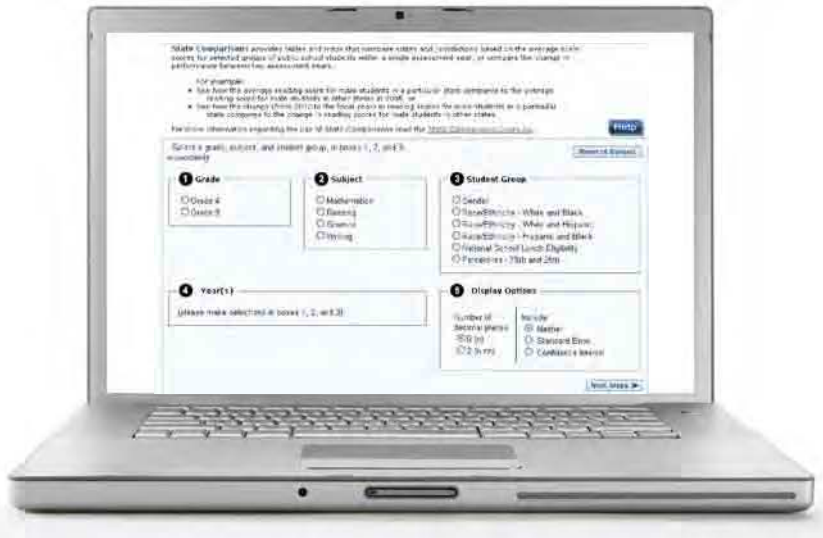 State Comparisons provides tables and maps that compare states and jurisdictions based on the average scale
scores for selected groups of public school students within a single assessment year, or compare the change in
performance between two assessment years.
For example:
See how the average reading score for male students in a particular state compares to the average
reading score for male students in other states in or
See how the change from to the focal year in reading scores for male students in a particular
state compares to the change in reading scores for male students in other states.
For more information regarding the use of State Comparisons read the State Comparisons
Help
Select a grade, subject, and student group, in boxes 1, 2, and 3
Reset to Default
1 Grade
Grade 4
Grade 8
2 Subject
Mathematics
Reading
Science
Writing
3 Student Group
Gender
Race/Ethnicity - White and Black
Race/Ethnicity - White and Hispanic
Race/Ethnicity - Hispanic and Black
National School Lunch Eligibility
Percentiles - 75th and 25th
4 Year(s)
(please make selections in boxes 1, 2, and 3)
5 Display Options
Number of
decimal places
0 (n)
2 (n.nn)
Include
Neither
Standard Error
Confidence Interval
Next Steps